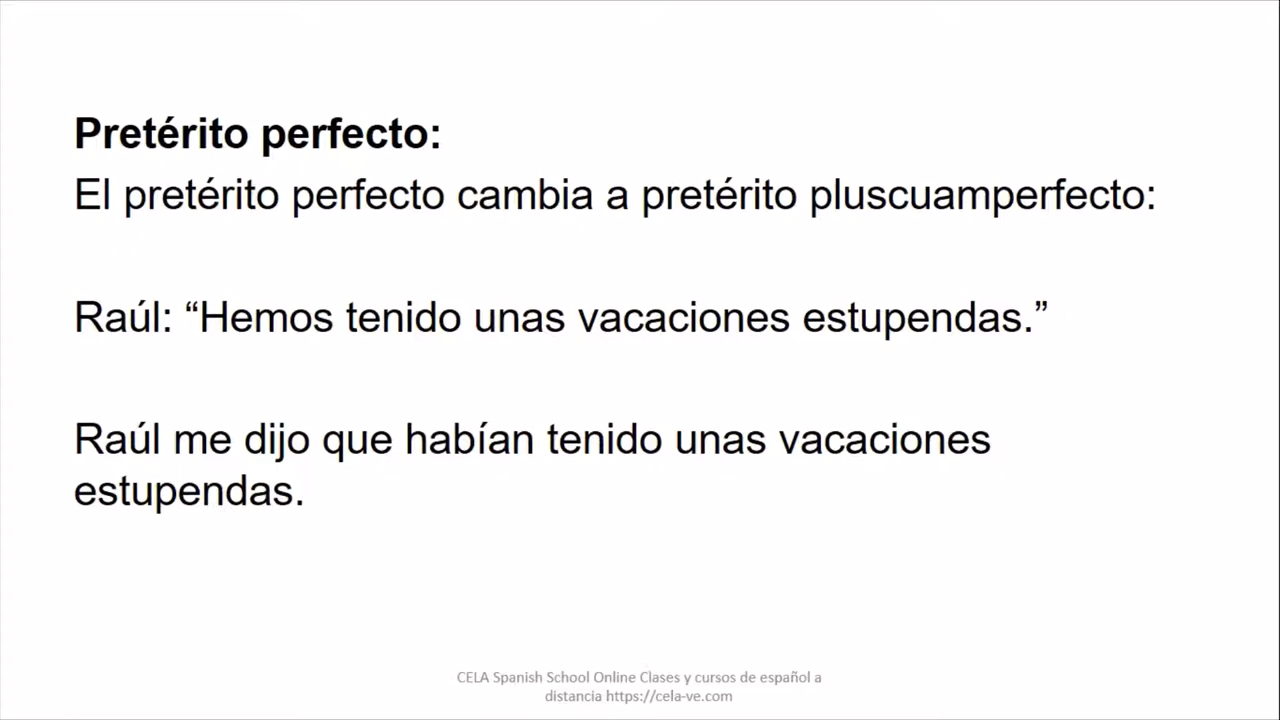 Pretérito perfecto:
El pretérito perfecto cambia a pretérito pluscuamperfecto:
Raúl: “Hemos tenido unas vacaciones estupendas.”
Raúl me dijo que habían tenido unas vacaciones
estupendas.
CELA Spanish School Online Clases y cursos de español a
distancia https://cela-ve.com